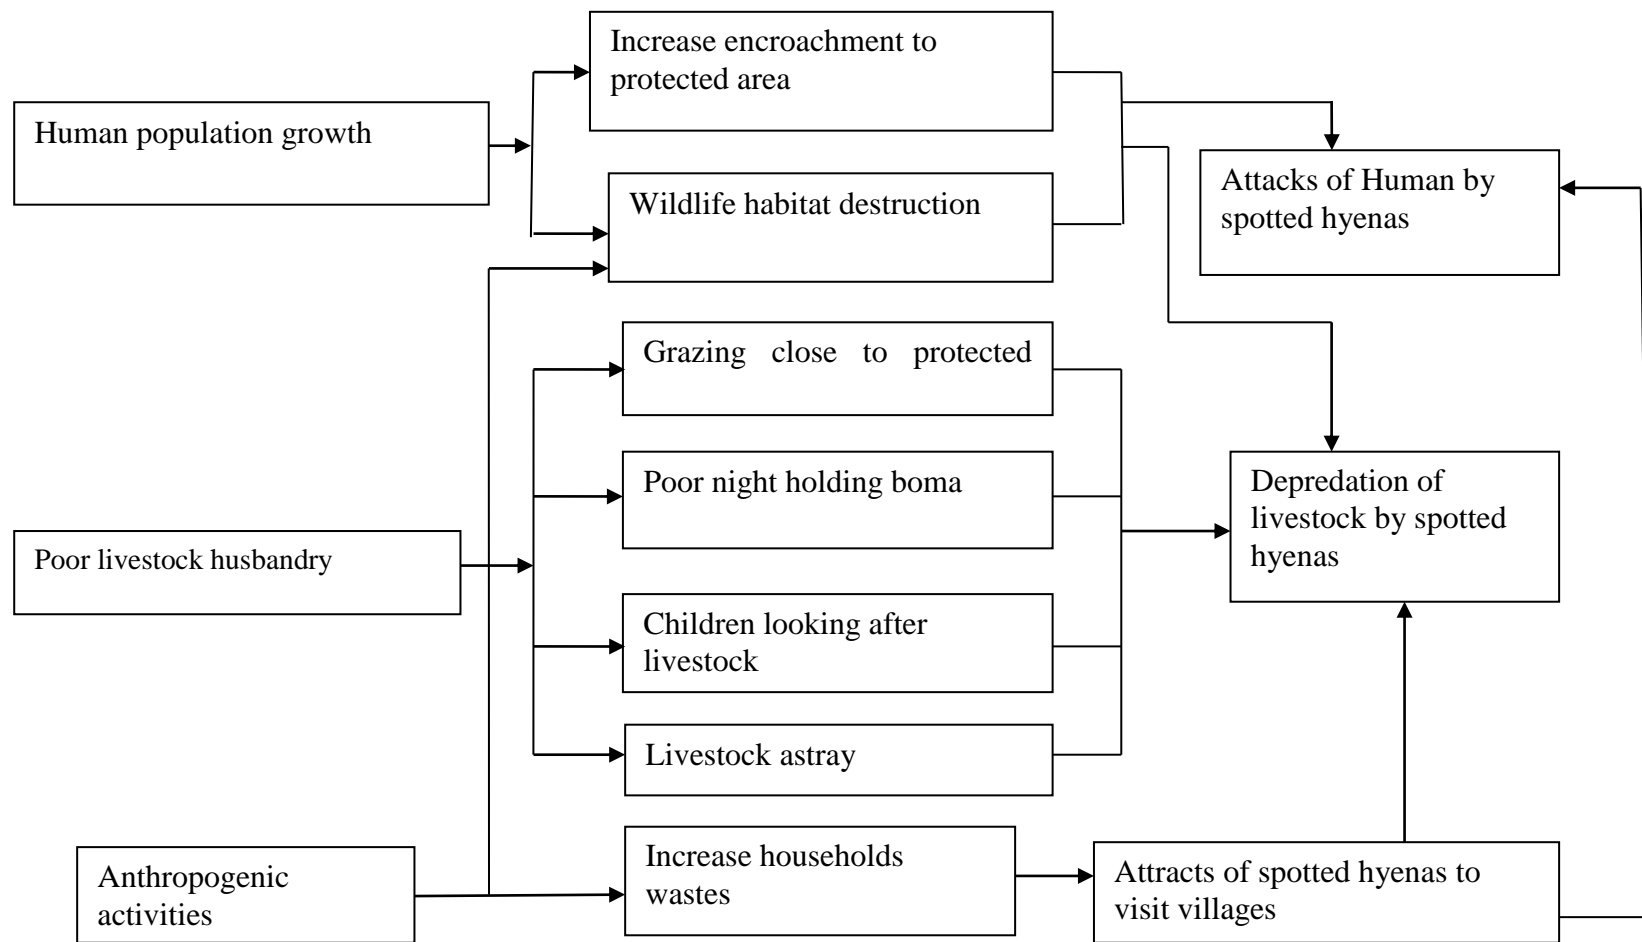 Increase encroachment to
protected area
Human population growth
Wildlife habitat destruction
Attacks of Human by
spotted hyenas
Grazing close to protected
Poor night holding boma
Depredation of
livestock by spotted
hyenas
Poor livestock husbandry
Children looking after
livestock
Livestock astray
Increase households
wastes
Anthropogenic
activities
Attracts of spotted hyenas to
visit villages